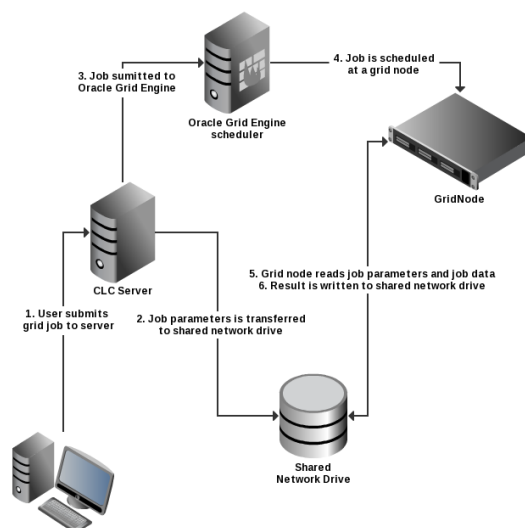 3. Job sumitted to
Oracle Grid Engine
4. Job is scheduled
at a grid node
Oracle Grid Engine
scheduler
GridNode
CLC Server
5. Grid node reads job parameters and job data
6. Result is written to shared network drive
1. User submits
grid job to server
2. Job parameters is transferred
to shared network drive
Shared
Network Drive